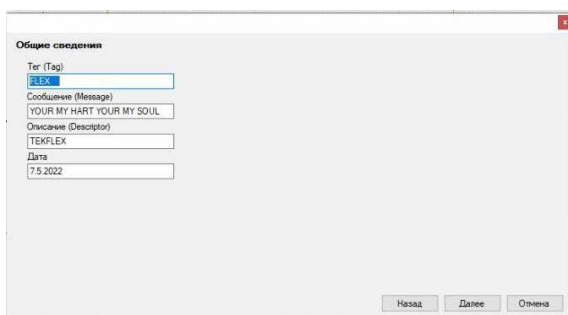 Общие сведения
Тег (Tag)
FLEX
Сообщение (Message)
YOUR MY HART YOUR MY SOUL
Описание (Descriptor)
TEKFLEX
Дата
7.5.2022
Назад Далее Отмена